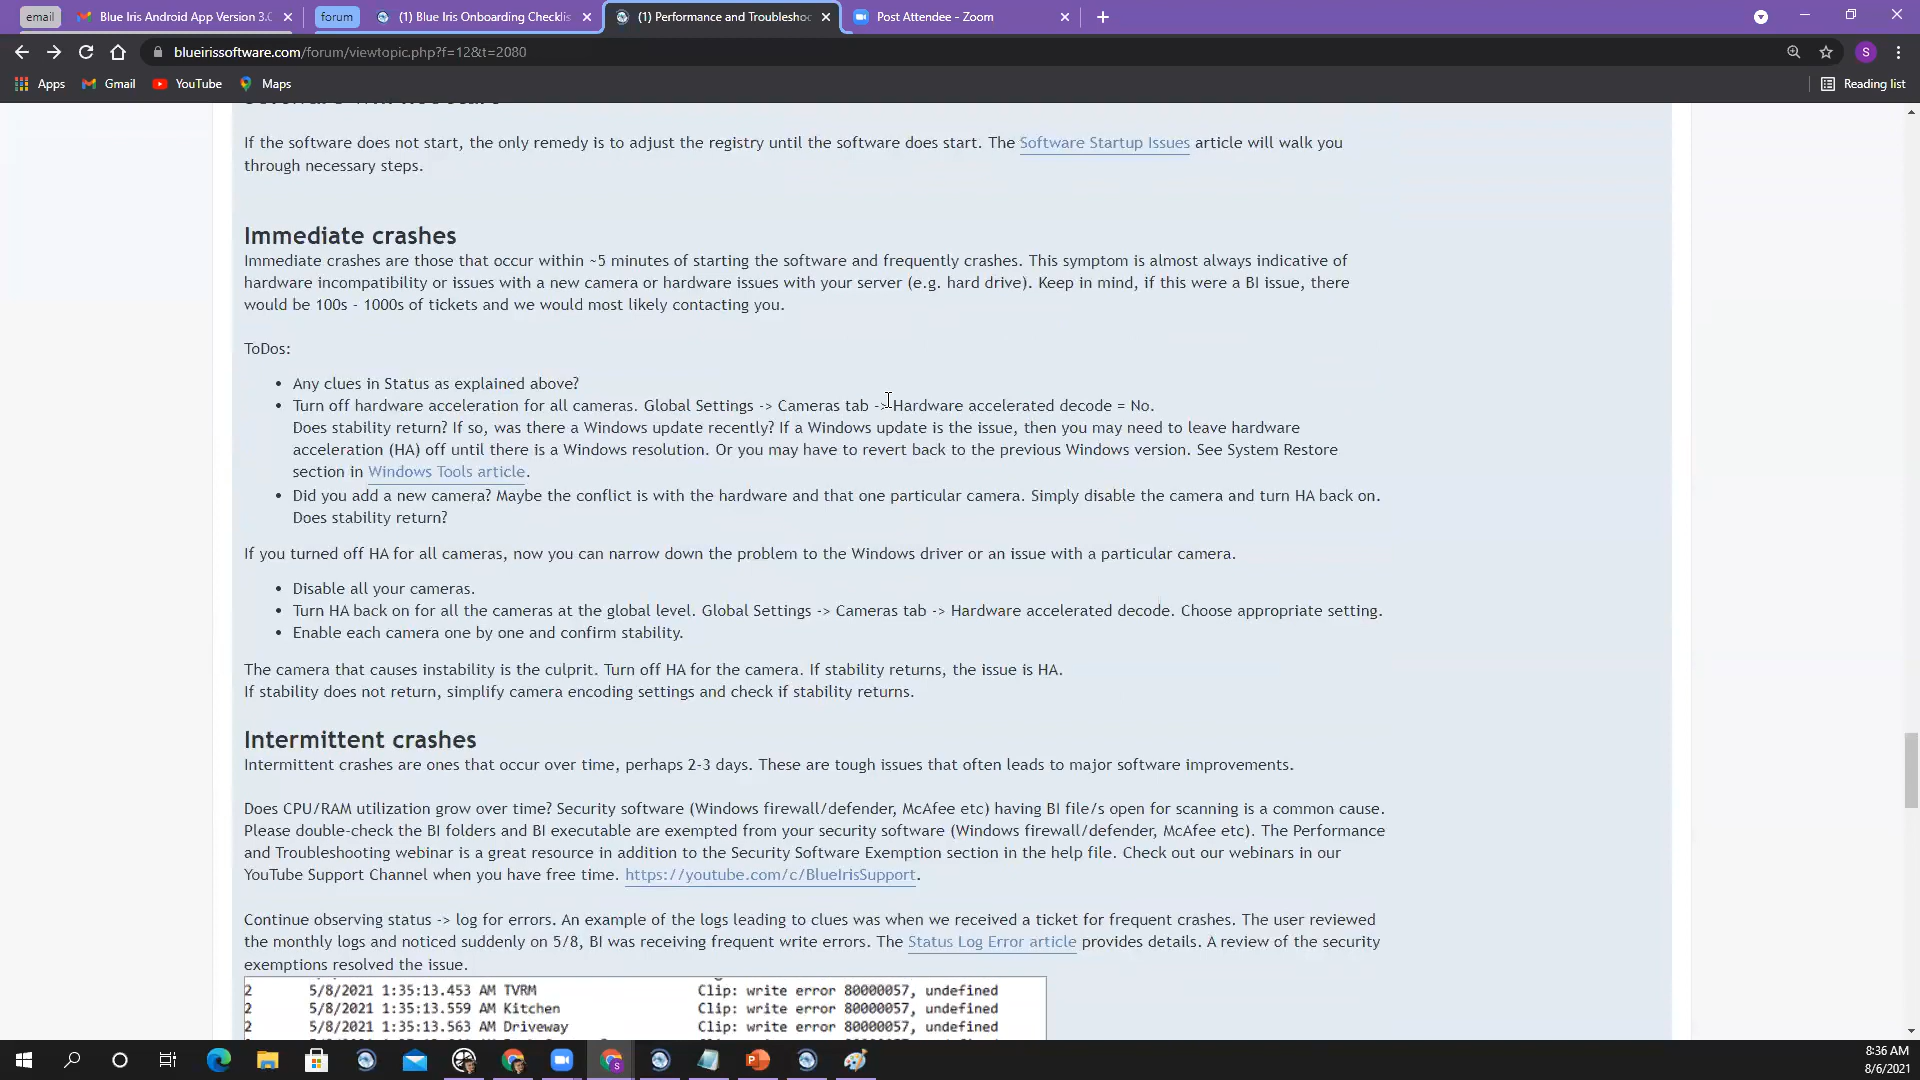 email
Blue Iris Android App Version 3.0
forum
(1) Blue Iris Onboarding Checklis
(1) Performance and Troublesho
Post Attendee - Zoom
blueirissoftware.com/forum/viewtopic.php?f=12&t=2080
S
Apps
Gmail
YouTube
Maps
Reading list
If the software does not start, the only remedy is to adjust the registry until the software does start. The Software Startup Issues article will walk you
through necessary steps.
Immediate crashes
Immediate crashes are those that occur within ~5 minutes of starting the software and frequently crashes. This symptom is almost always indicative of
hardware incompatibility or issues with a new camera or hardware issues with your server (e.g. hard drive). Keep in mind, if this were a BI issue, there
would be 100s - 1000s of tickets and we would most likely contacting you.
ToDos:
• Any clues in Status as explained above?
• Turn off hardware acceleration for all cameras. Global Settings -> Cameras tab -> Hardware accelerated decode = No.
Does stability return? If so, was there a Windows update recently? If a Windows update is the issue, then you may need to leave hardware
acceleration (HA) off until there is a Windows resolution. Or you may have to revert back to the previous Windows version. See System Restore
section in Windows Tools article.
• Did you add a new camera? Maybe the conflict is with the hardware and that one particular camera. Simply disable the camera and turn HA back on.
Does stability return?
If you turned off HA for all cameras, now you can narrow down the problem to the Windows driver or an issue with a particular camera.
• Disable all your cameras.
• Turn HA back on for all the cameras at the global level. Global Settings -> Cameras tab -> Hardware accelerated decode. Choose appropriate setting.
• Enable each camera one by one and confirm stability.
The camera that causes instability is the culprit. Turn off HA for the camera. If stability returns, the issue is HA.
If stability does not return, simplify camera encoding settings and check if stability returns.
Intermittent crashes
Intermittent crashes are ones that occur over time, perhaps 2-3 days. These are tough issues that often leads to major software improvements.
Does CPU/RAM utilization grow over time? Security software (Windows firewall/defender, McAfee etc) having BI file/s open for scanning is a common cause.
Please double-check the BI folders and BI executable are exempted from your security software (Windows firewall/defender, McAfee etc). The Performance
and Troubleshooting webinar is a great resource in addition to the Security Software Exemption section in the help file. Check out our webinars in our
YouTube Support Channel when you have free time. https://youtube.com/c/BlueIrisSupport.
Continue observing status -> log for errors. An example of the logs leading to clues was when we received a ticket for frequent crashes. The user reviewed
the monthly logs and noticed suddenly on 5/8, BI was receiving frequent write errors. The Status Log Error article provides details. A review of the security
exemptions resolved the issue.
2 5/8/2021 1:35:13.453 AM TVRM Clip: write error 80000057, undefined
2 5/8/2021 1:35:13.559 AM Kitchen Clip: write error 80000057, undefined
2 5/8/2021 1:35:13.563 AM Driveway Clip: write error 80000057, undefined
8:36 AM
8/6/2021